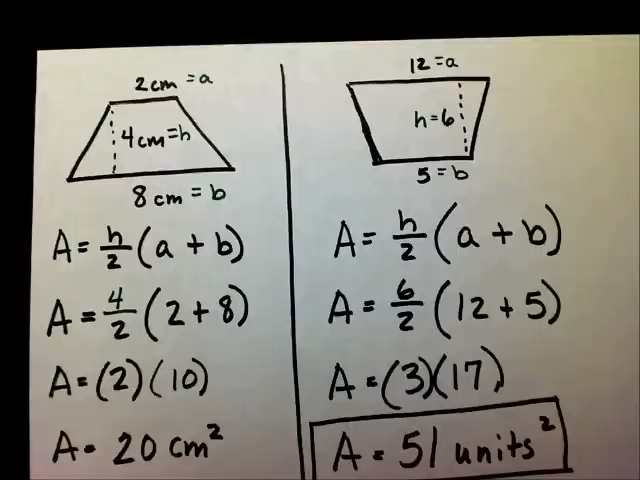 2cm = a
4cm=h
8 cm = b
A = h/2 (a + b)
A = 4/2 (2 + 8)
A = (2)(10)
A = 20 cm²
12 = a
h=6
5 = b
A = h/2 (a + b)
A = 6/2 (12 + 5)
A = (3)(17)
A = 51 units²